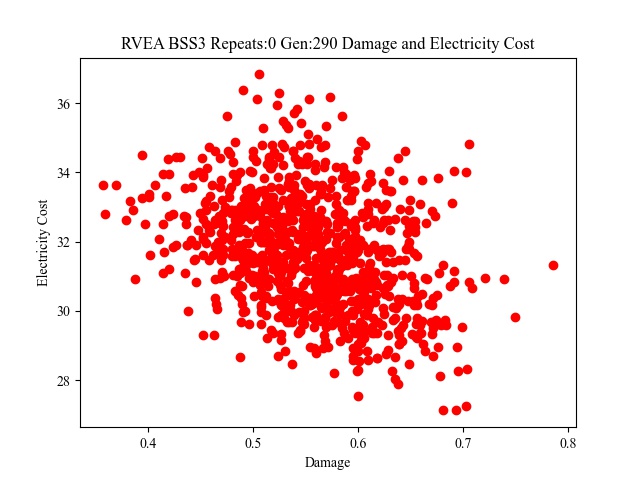 RVEA BSS3 Repeats:0 Gen:290 Damage and Electricity Cost
36
34
32
30
28
Electricity Cost
0.4 0.5 0.6 0.7 0.8
Damage